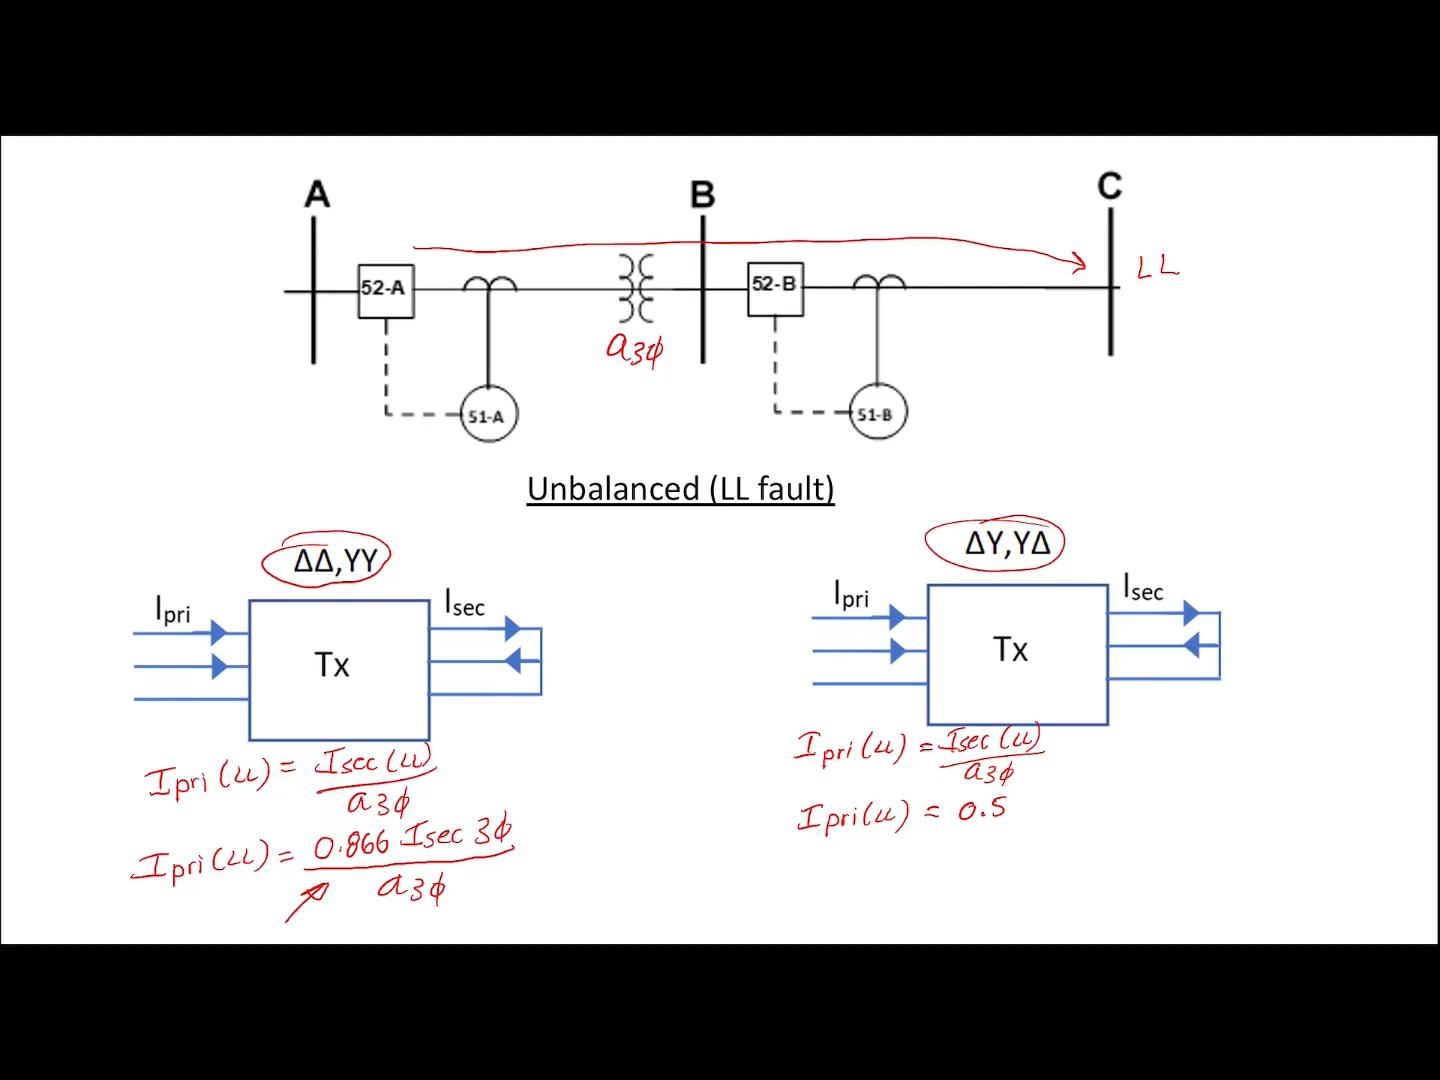 A B C
52-A 52-B LL
a3ϕ
51-A 51-B
Unbalanced (LL fault)
ΔΔ,YY ΔY,YΔ
Ipri Isec Ipri Isec
Tx Tx
Ipri (LL) = Isec (LL) / a3ϕ
Ipri (LL) = 0.866 Isec 3ϕ / a3ϕ
Ipri (LL) = Isec (LL) / a3ϕ
Ipri (LL) = 0.5